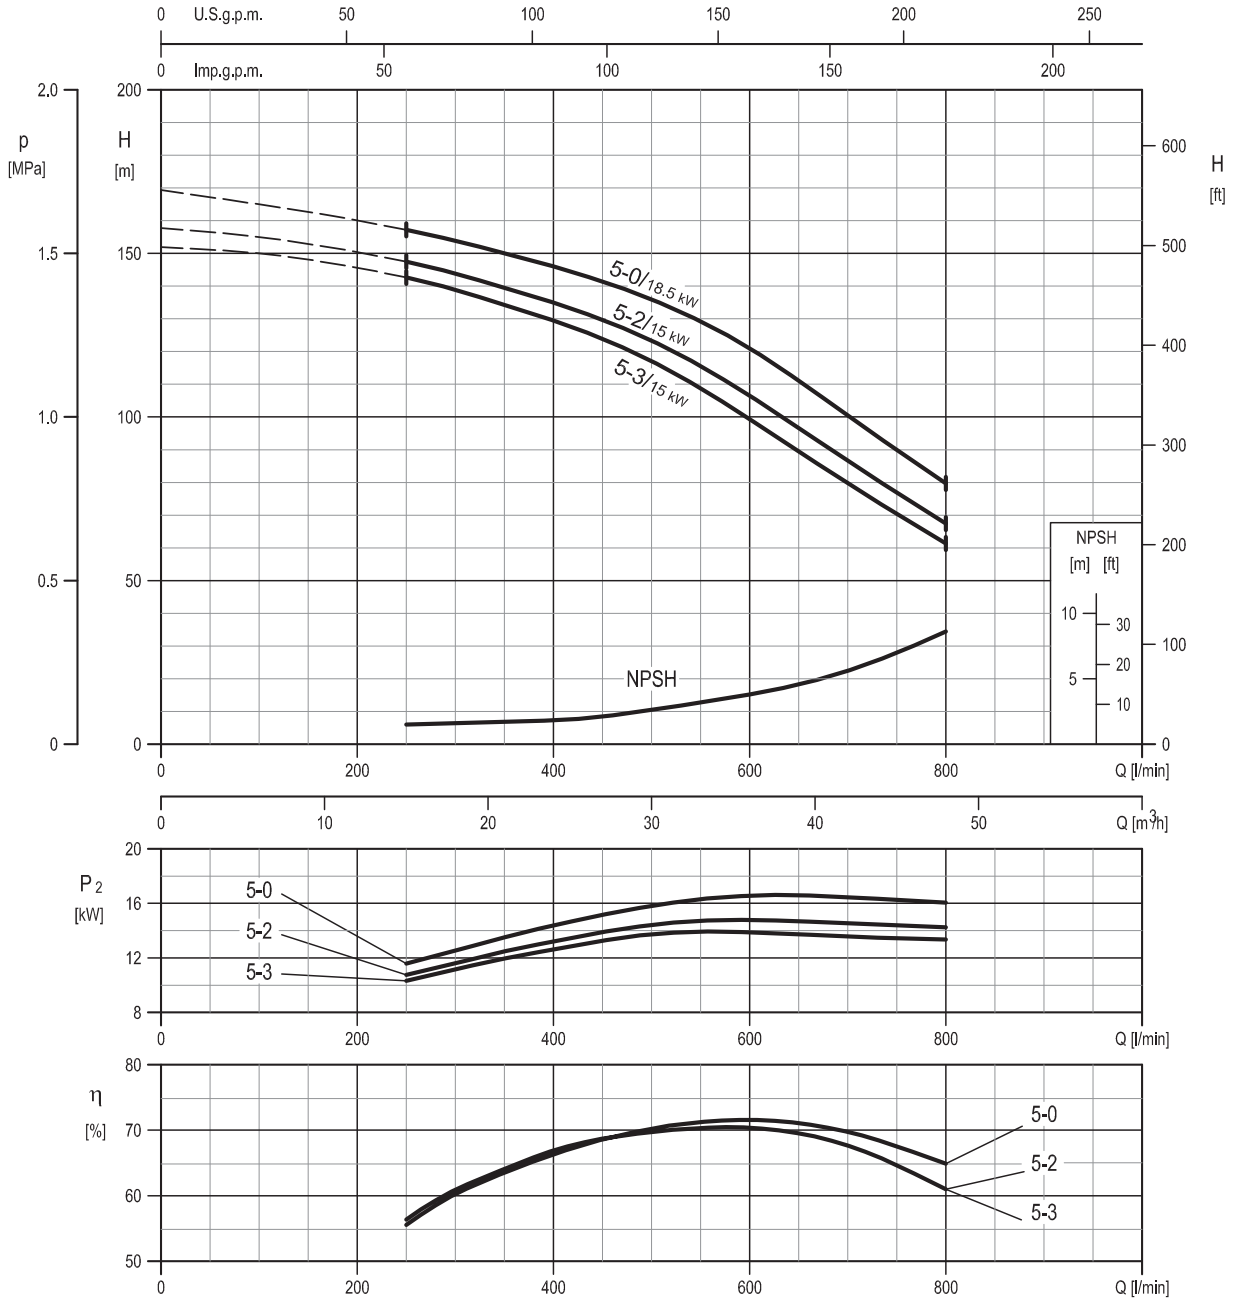 0 U.S.g.p.m. 50 100 150 200 250
0 Imp.g.p.m. 50 100 150 200
p
[MPa]
2.0
1.5
1.0
0.5
0
H
[m]
200
150
100
50
0
H
[ft]
600
500
400
300
200
100
0
5-0/18.5 kW
5-2/15 kW
5-3/15 kW
NPSH
NPSH
[m] [ft]
10
5
30
20
10
0 200 400 600 800 Q [l/min]
0 10 20 30 40 50 Q [m³/h]
P2
[kW]
20
16
12
8
5-0
5-2
5-3
0 200 400 600 800 Q [l/min]
η
[%]
80
70
60
50
5-0
5-2
5-3
0 200 400 600 800 Q [l/min]